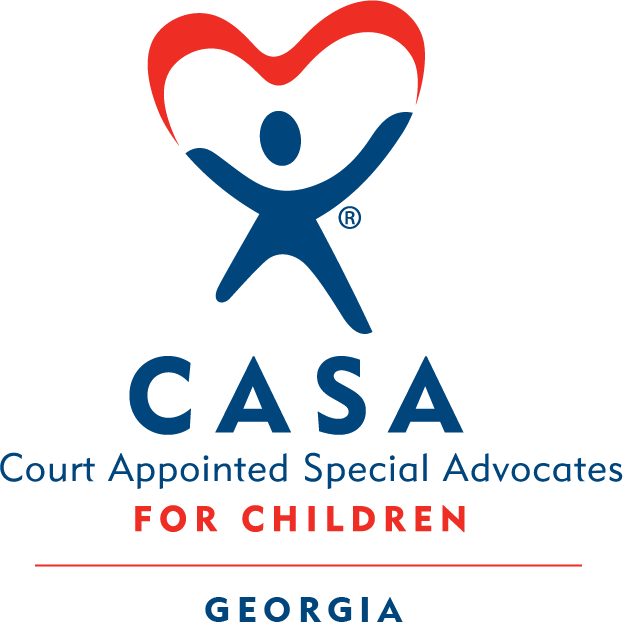 ®
CASA
Court Appointed Special Advocates
FOR CHILDREN
GEORGIA